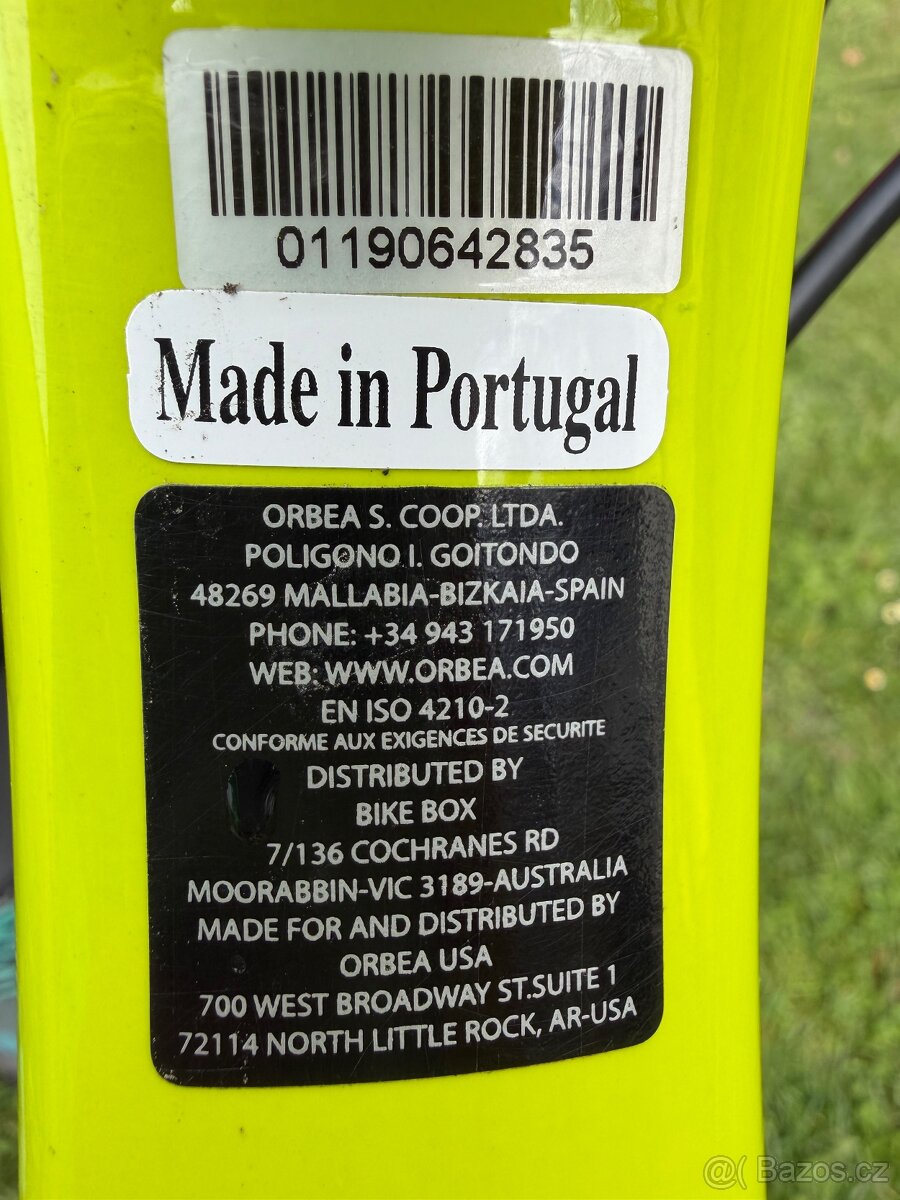 01190642835
Made in Portugal
ORBEA S. COOP. LTDA.
POLIGONO I. GOITONDO
48269 MALLABIA-BIZKAIA-SPAIN
PHONE: +34 943 171950
WEB: WWW.ORBEA.COM
EN ISO 4210-2
CONFORME AUX EXIGENCES DE SECURITE
DISTRIBUTED BY
BIKE BOX
7/136 COCHRANES RD
MOORABBIN-VIC 3189-AUSTRALIA
MADE FOR AND DISTRIBUTED BY
ORBEA USA
700 WEST BROADWAY ST.SUITE 1
72114 NORTH LITTLE ROCK, AR-USA
@( Bazos.cz